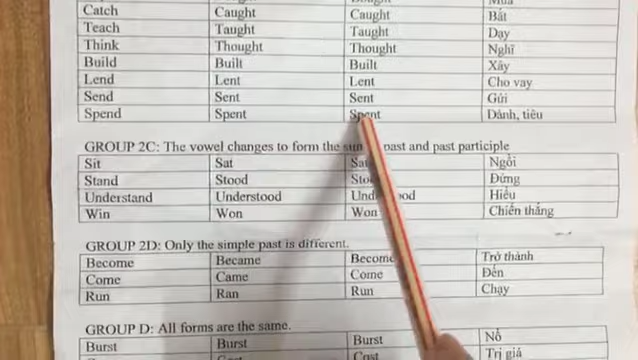 Mua
Catch Caught Caught Bắt
Teach Taught Taught Dạy
Think Thought Thought Nghĩ
Build Built Built Xây
Lend Lent Lent Cho vay
Send Sent Sent Gửi
Spend Spent Spent Dành, tiêu
GROUP 2C: The vowel changes to form the past and past participle
Sit Sat Sat Ngồi
Stand Stood Đứng
Understand Understood Hiểu
Win Won Won Chiến thắng
GROUP 2D: Only the simple past is different.
Become Became Become Trở thành
Come Came Come Đến
Run Ran Run Chạy
GROUP D: All forms are the same.
Burst Burst Burst Nổ
Cost Trị giá